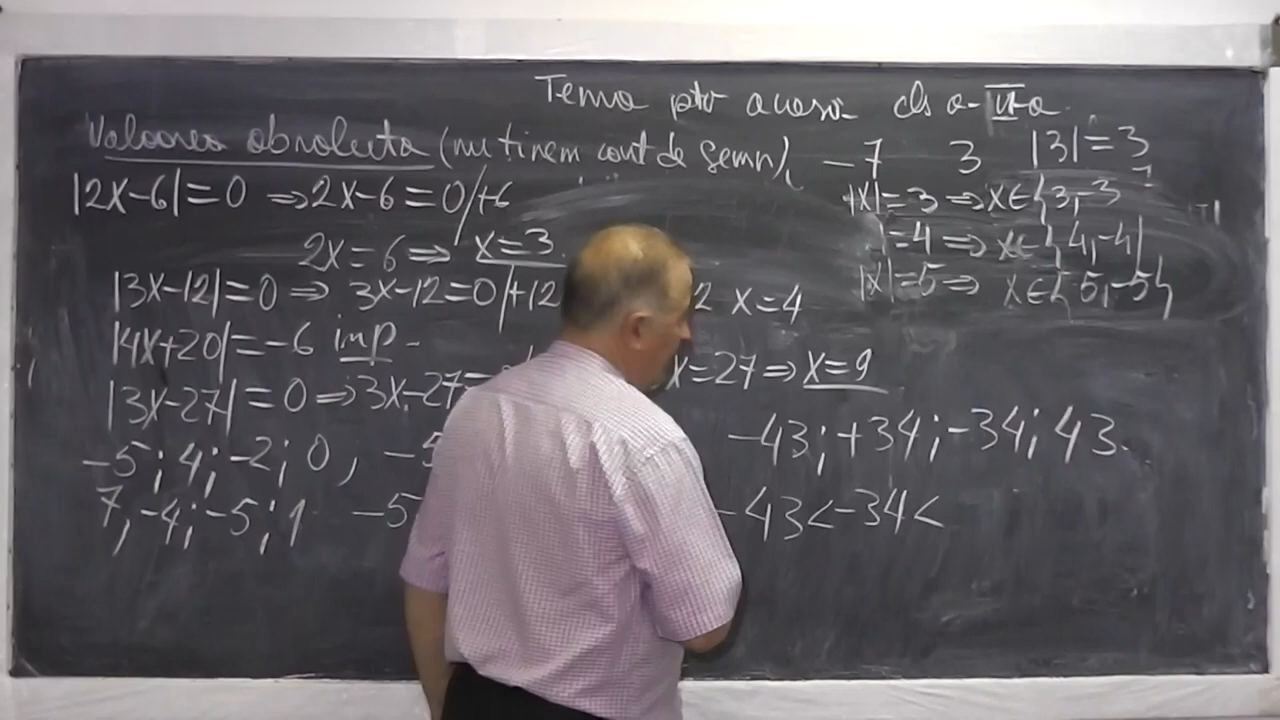 Tema ptr acasa cls a-VI-a
Valoarea absoluta (nu tinem cont de semn) -7 3 |3|=3
|2x-6|=0 ⇒ 2x-6=0/+6 |x|=3 ⇒ x∈{3,-3
2x=6 ⇒ x=3 |=4 ⇒ x∈{4,-4}
|3x-12|=0 ⇒ 3x-12=0/+12 2 x=4 |x|=5 ⇒ x∈{5,-5}
|4x+20|=-6 imp.
|3x-27|=0 ⇒ 3x-27= x=27 ⇒ x=9
-5; 4; -2; 0, -5 -43; +34; -34; 43.
7, -4; -5; 1 -5 -43<-34<